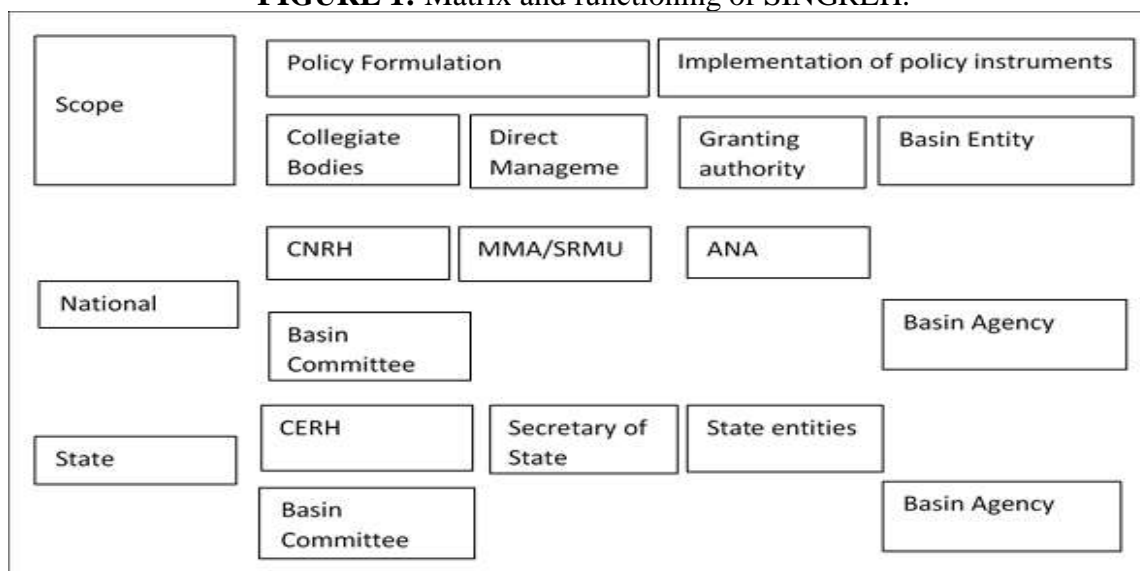 FIGURE 1: Matrix and functioning of SINGREH.
Scope
Policy Formulation
Implementation of policy instruments
Collegiate
Bodies
Direct
Manageme
Granting
authority
Basin Entity
National
CNRH
MMA/SRMU
ANA
Basin
Committee
Basin Agency
State
CERH
Secretary of
State
State entities
Basin
Committee
Basin Agency